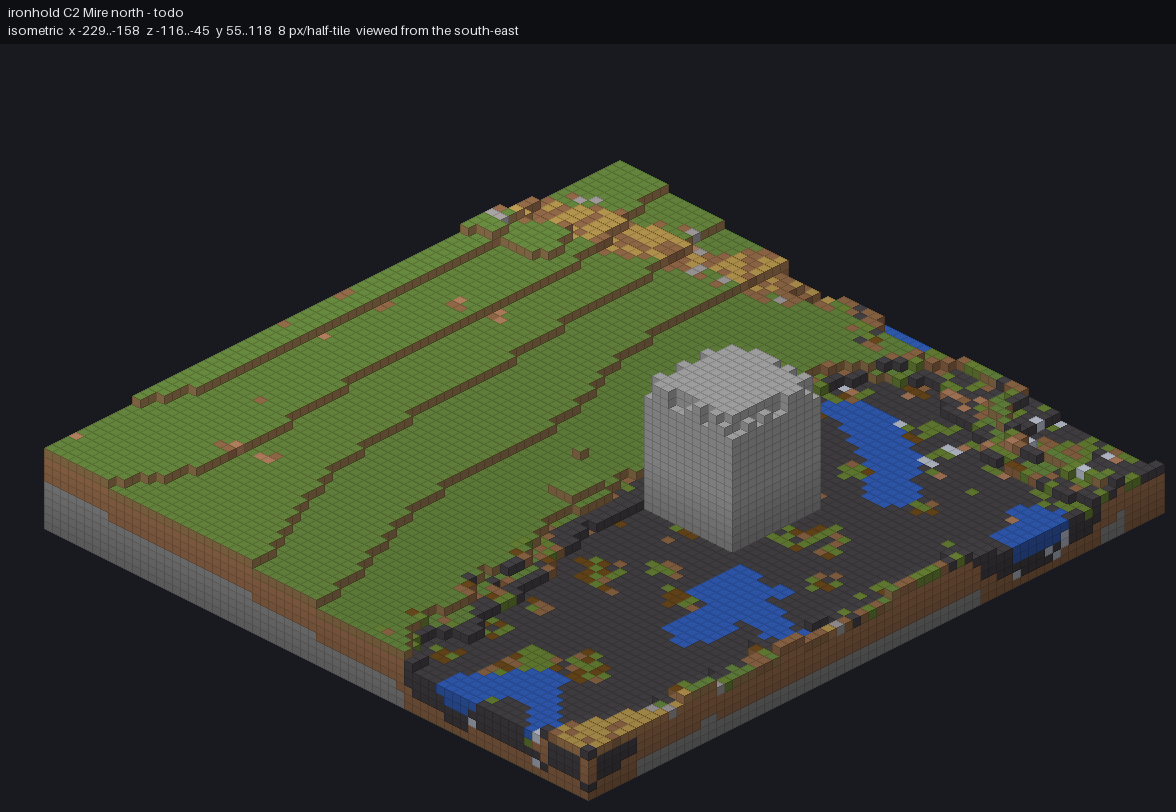 ironhold C2 Mire north - todo
isometric x -229..-158 z -116..-45 y 55..118 8 px/half-tile viewed from the south-east